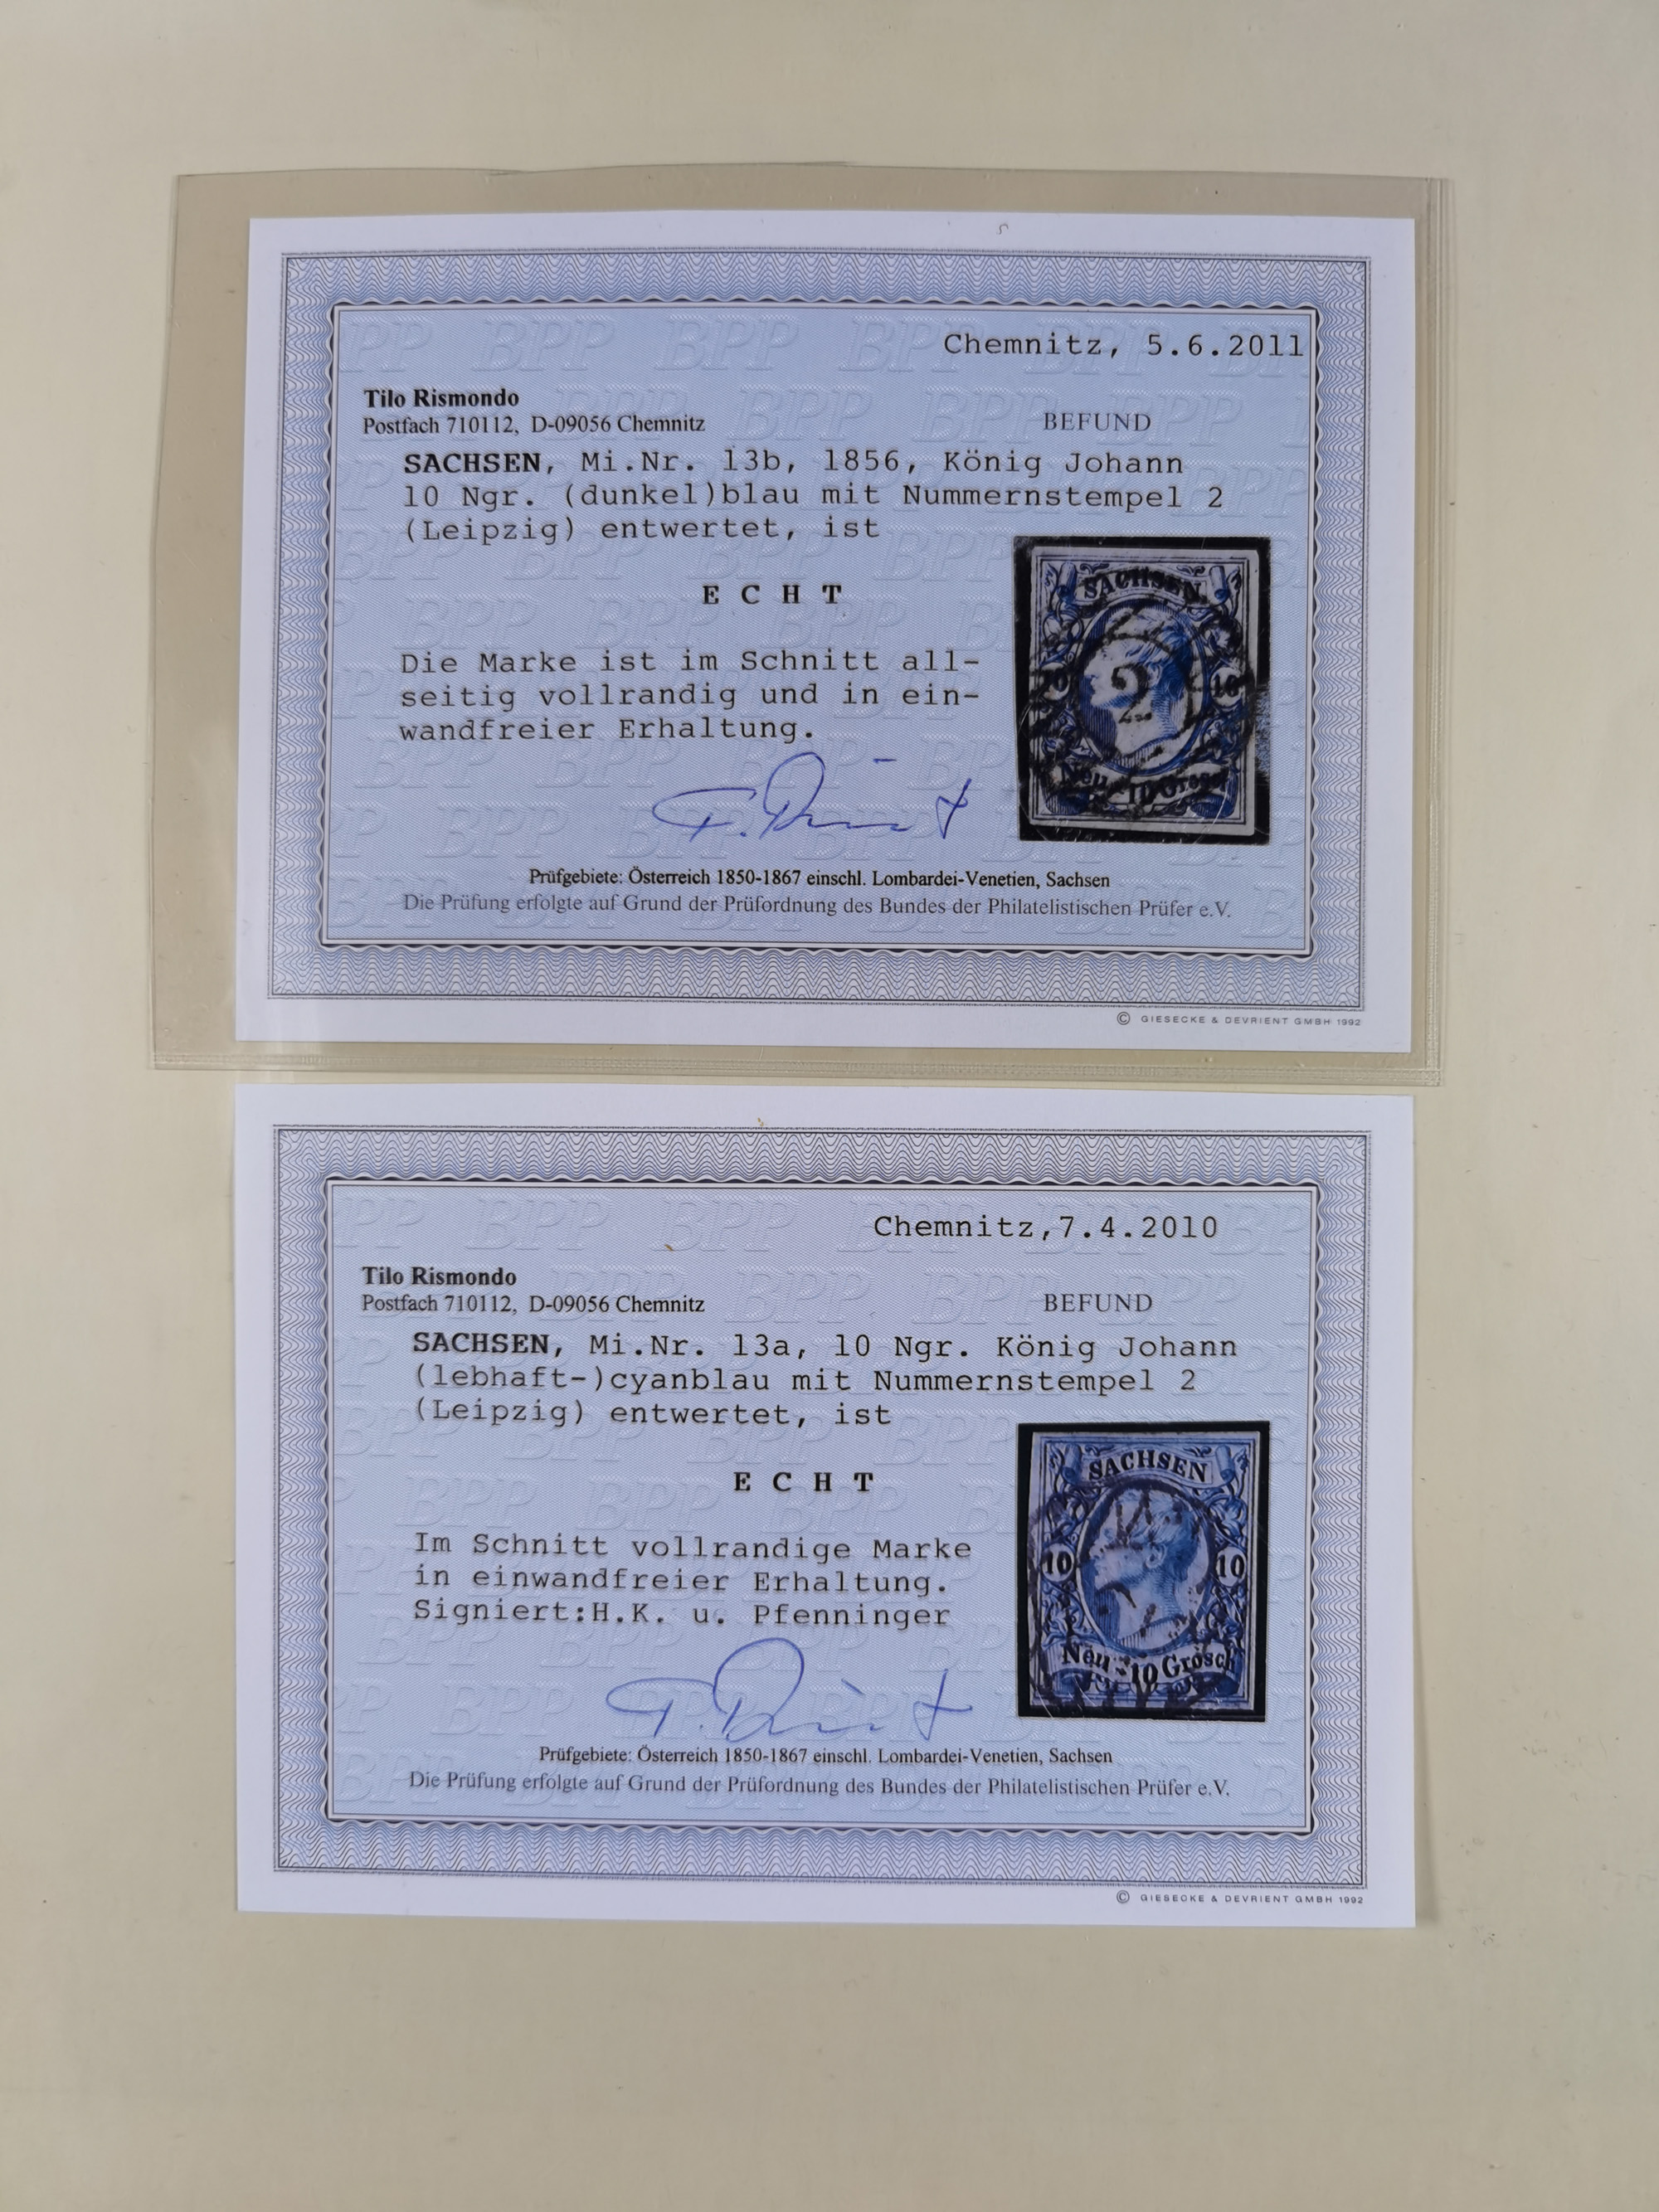 Chemnitz, 5.6.2011
Tilo Rismondo
Postfach 710112, D-09056 Chemnitz
BEFUND
SACHSEN, Mi.Nr. 13b, 1856, König Johann
10 Ngr. (dunkel)blau mit Nummernstempel 2
(Leipzig) entwertet, ist
E C H T
Die Marke ist im Schnitt all-
seitig vollrandig und in ein-
wandfreier Erhaltung.
SACHSEN
10 10
2
Neu-10 Grosch
Prüfgebiete: Österreich 1850-1867 einschl. Lombardei-Venetien, Sachsen
Die Prüfung erfolgte auf Grund der Prüfordnung des Bundes der Philatelistischen Prüfer e.V.
© GIESECKE & DEVRIENT GMBH 1992
Chemnitz,7.4.2010
Tilo Rismondo
Postfach 710112, D-09056 Chemnitz
BEFUND
SACHSEN, Mi.Nr. 13a, 10 Ngr. König Johann
(lebhaft-)cyanblau mit Nummernstempel 2
(Leipzig) entwertet, ist
E C H T
Im Schnitt vollrandige Marke
in einwandfreier Erhaltung.
Signiert:H.K. u. Pfenninger
SACHSEN
10 10
Neu-10 Grosch
Prüfgebiete: Österreich 1850-1867 einschl. Lombardei-Venetien, Sachsen
Die Prüfung erfolgte auf Grund der Prüfordnung des Bundes der Philatelistischen Prüfer e.V.
© GIESECKE & DEVRIENT GMBH 1992